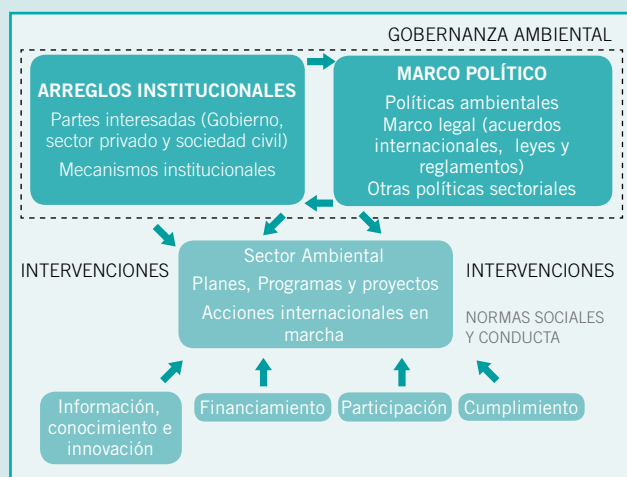 GOBERNANZA AMBIENTAL
ARREGLOS INSTITUCIONALES
Partes interesadas (Gobierno,
sector privado y sociedad civil)
Mecanismos institucionales
MARCO POLÍTICO
Políticas ambientales
Marco legal (acuerdos
internacionales, leyes y
reglamentos)
Otras políticas sectoriales
INTERVENCIONES
Sector Ambiental
Planes, Programas y proyectos
Acciones internacionales en
marcha
INTERVENCIONES
NORMAS SOCIALES
Y CONDUCTA
Información,
conocimiento e
innovación
Financiamiento
Participación
Cumplimiento